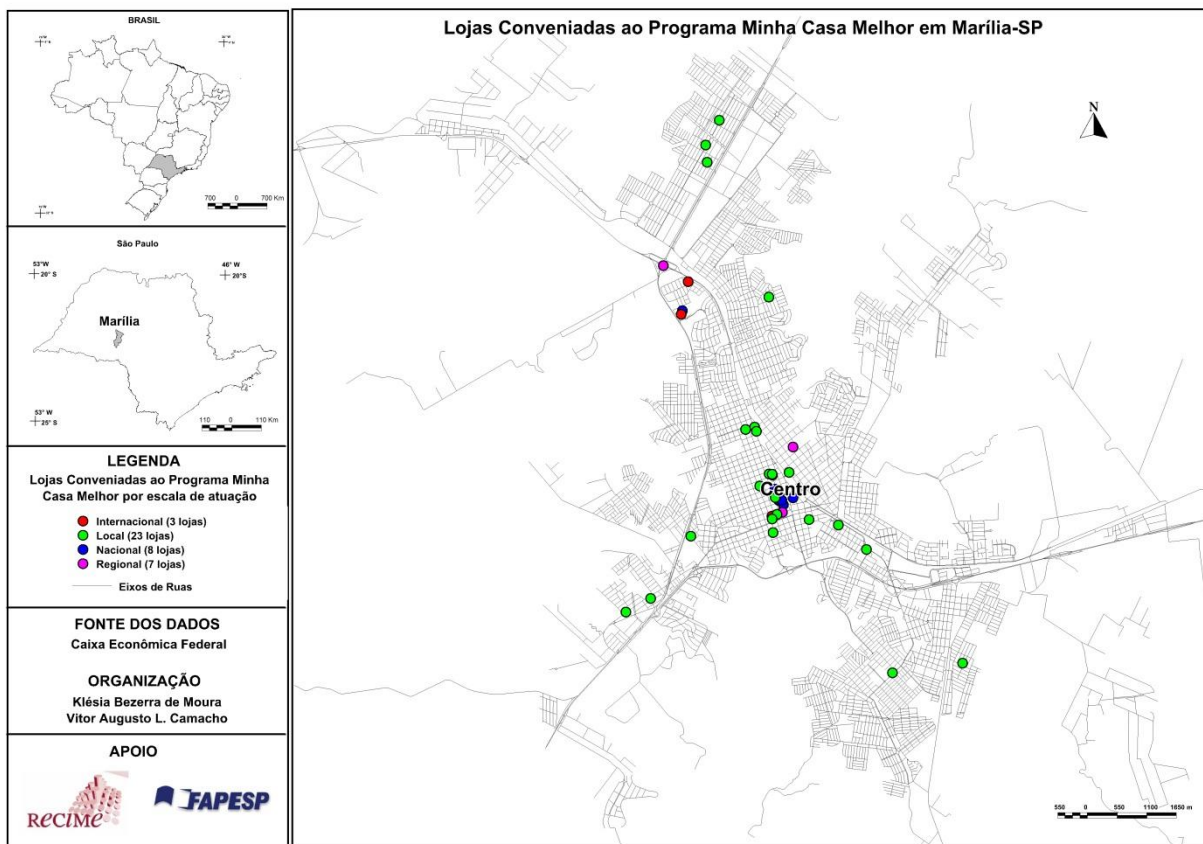 BRASIL
700 0 700 Km
São Paulo
53°W
20° S
46° W
20°S
Marília
53° W
25° S
110 0 110 Km
LEGENDA
Lojas Conveniadas ao Programa Minha
Casa Melhor por escala de atuação
Internacional (3 lojas)
Local (23 lojas)
Nacional (8 lojas)
Regional (7 lojas)
Eixos de Ruas
FONTE DOS DADOS
Caixa Econômica Federal
ORGANIZAÇÃO
Klésia Bezerra de Moura
Vitor Augusto L. Camacho
APOIO
ReCiMe
FAPESP
Lojas Conveniadas ao Programa Minha Casa Melhor em Marília-SP
N
Centro
550 0 550 1100 1650 m